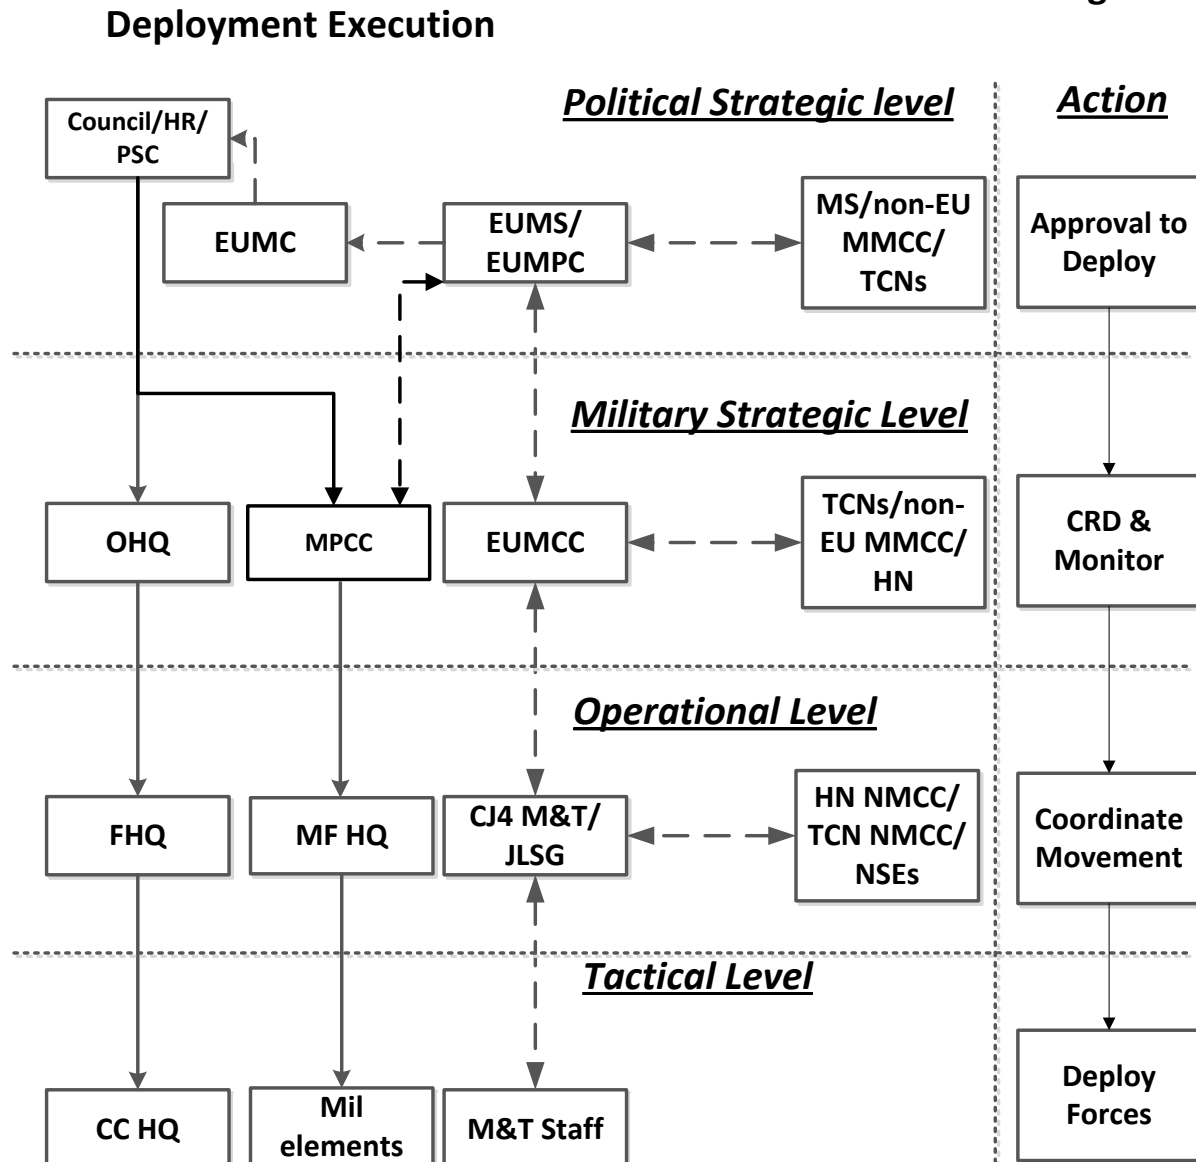 Deployment Execution
Political Strategic level
Action
Council/HR/
PSC
EUMC
EUMS/
EUMPC
MS/non-EU
MMCC/
TCNs
Approval to
Deploy
Military Strategic Level
OHQ
MPCC
EUMCC
TCNs/non-
EU MMCC/
HN
CRD &
Monitor
Operational Level
FHQ
MF HQ
CJ4 M&T/
JLSG
HN NMCC/
TCN NMCC/
NSEs
Coordinate
Movement
Tactical Level
CC HQ
Mil
elements
M&T Staff
Deploy
Forces